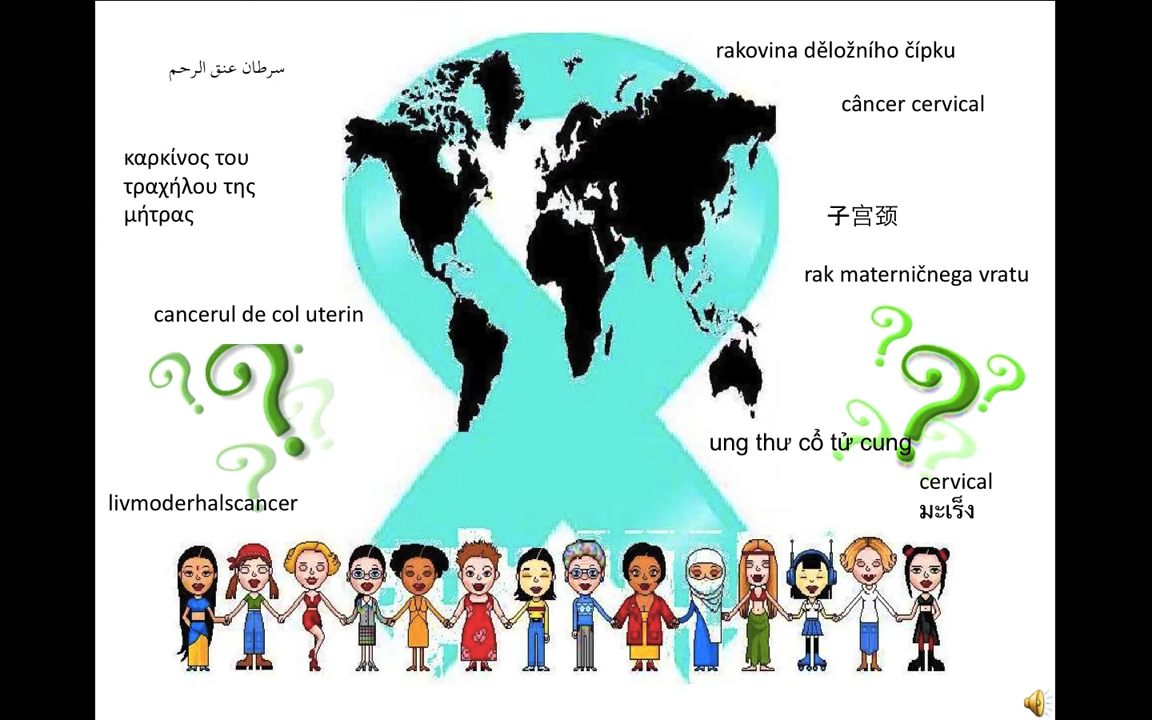 سرطان عنق الرحم
rakovina děložního čípku
câncer cervical
καρκίνος του
τραχήλου της
μήτρας
子宫颈
rak materničnega vratu
cancerul de col uterin
ung thư cổ tử cung
livmoderhalscancer
cervical
มะเร็ง